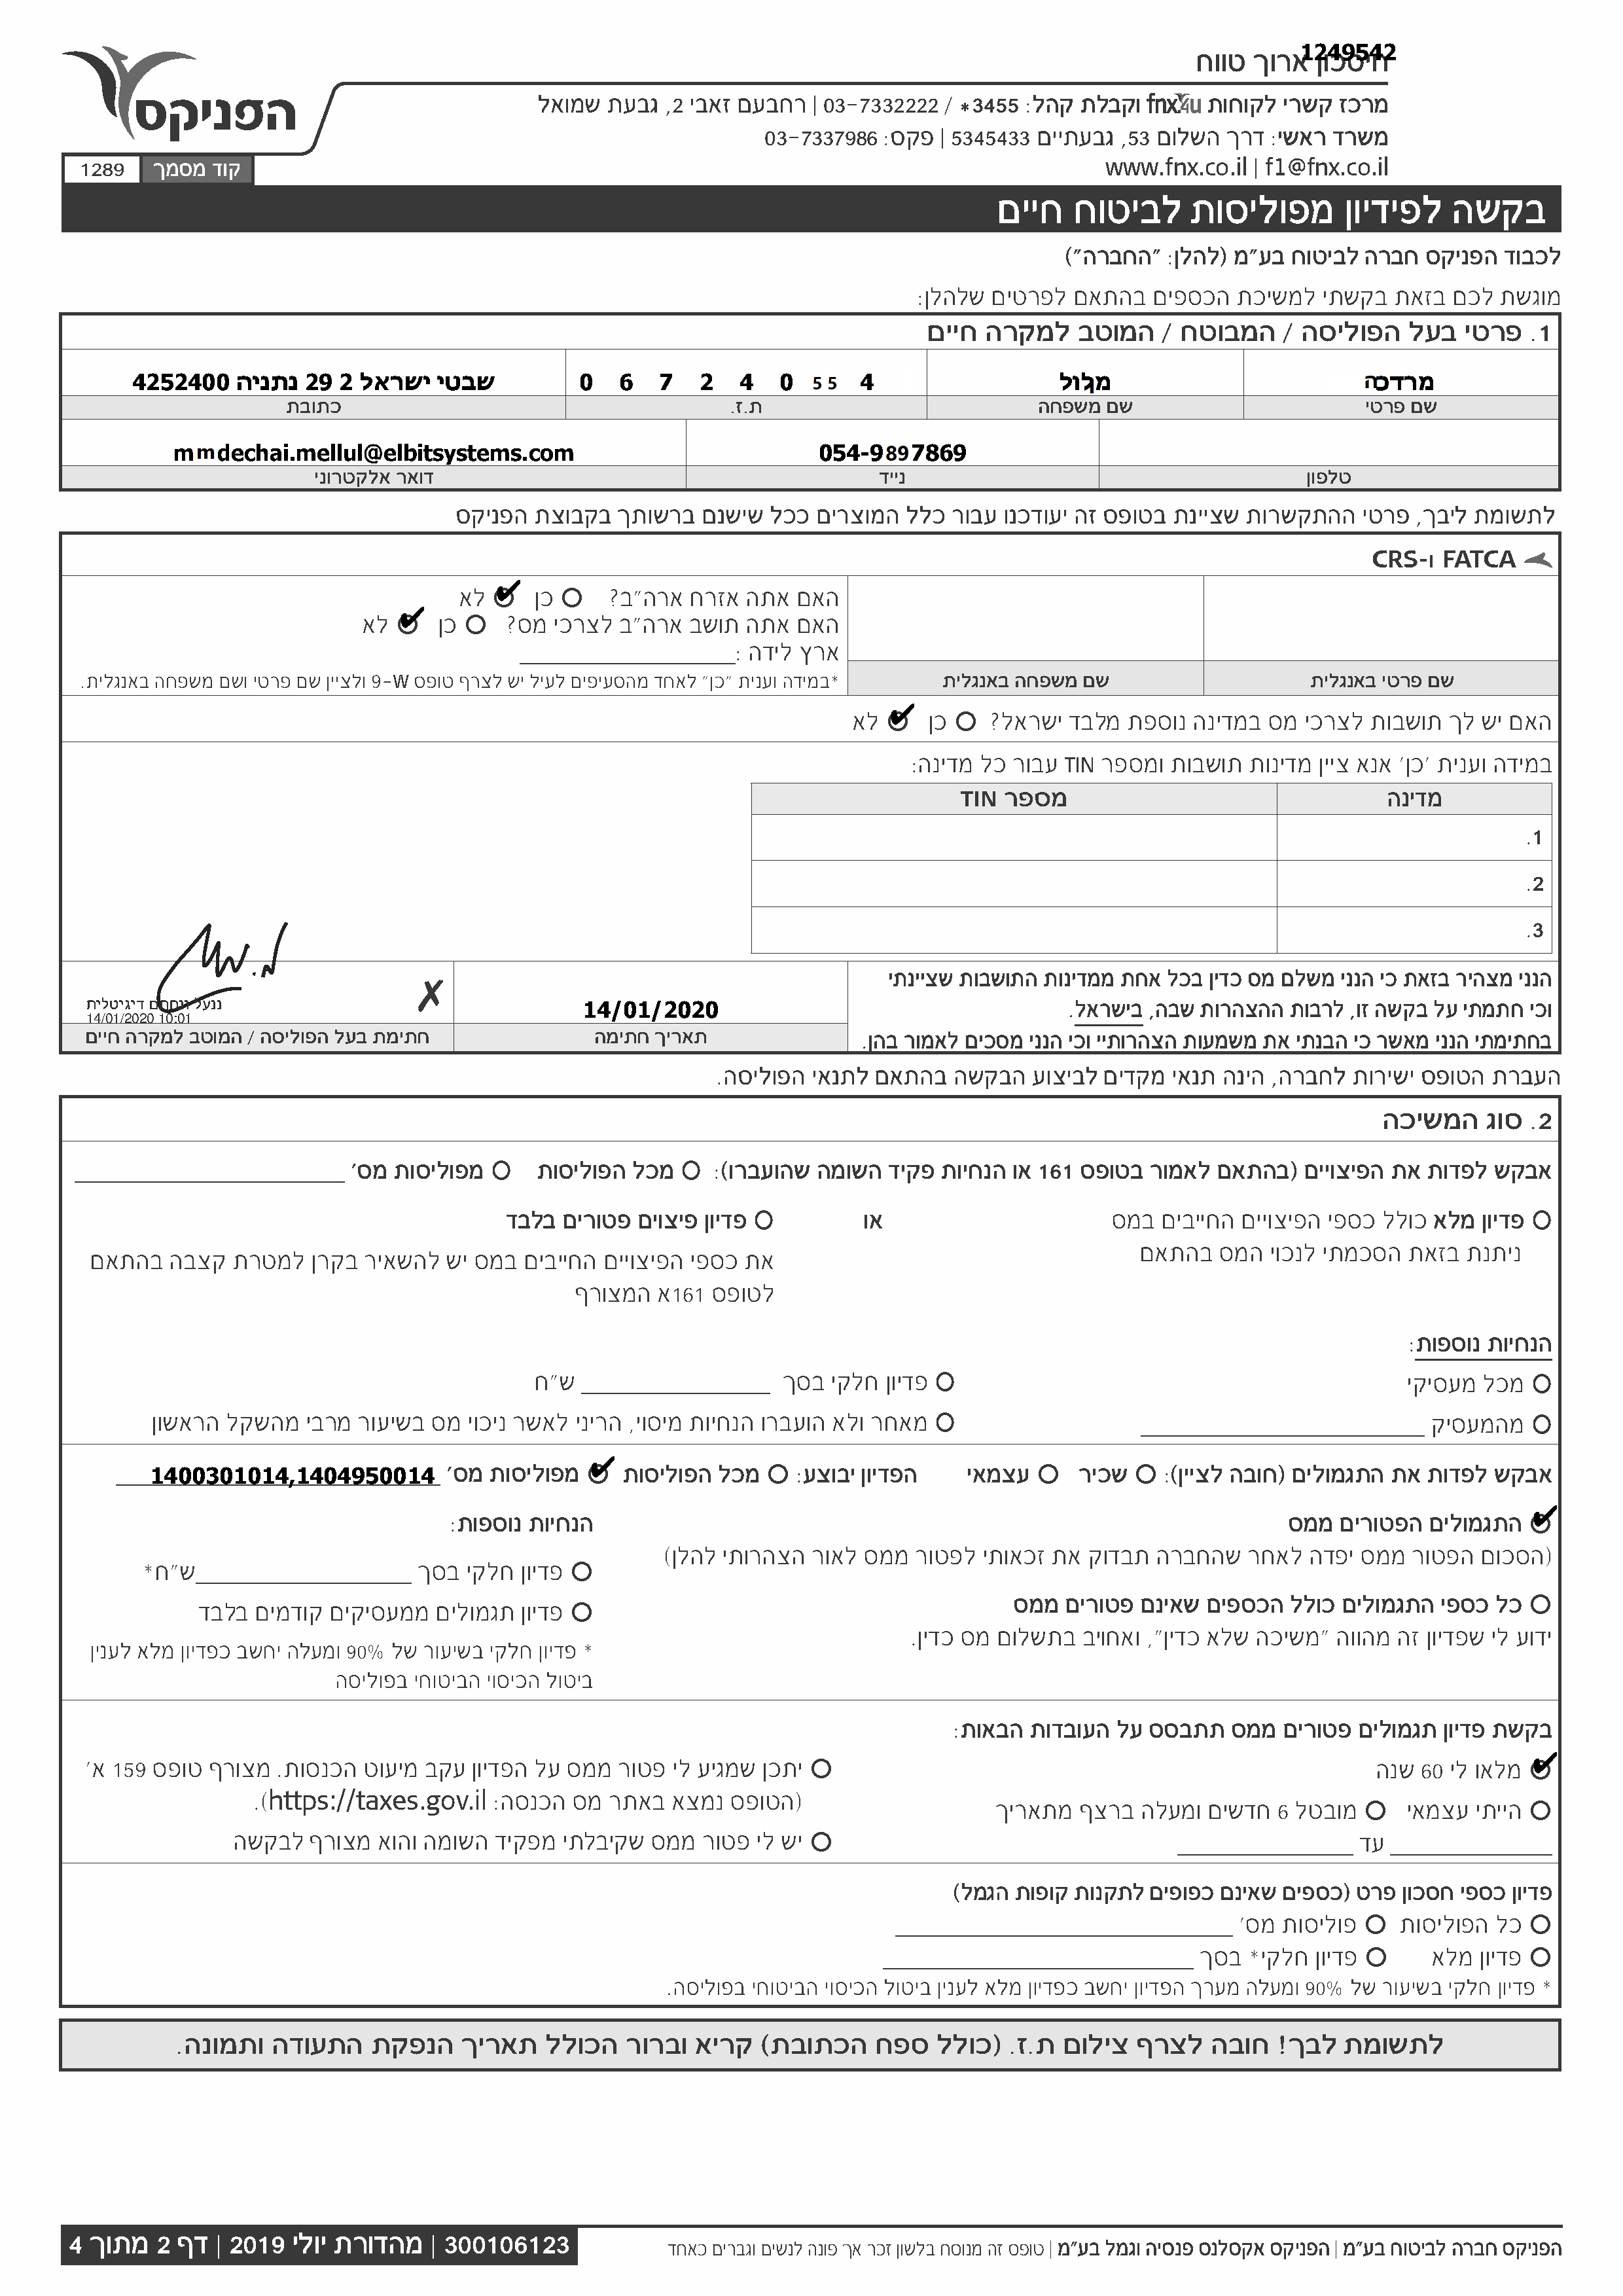 1249542
חיסכון ארוך טווח
מרכז קשרי לקוחות fnx4u וקבלת קהל: 3455* / 03-7332222 | רחבעם זאבי 2, גבעת שמואל
משרד ראשי: דרך השלום 53, גבעתיים 5345433 | פקס: 03-7337986
www.fnx.co.il | f1@fnx.co.il
הפניקס
קוד מסמך 1289
בקשה לפידיון מפוליסות לביטוח חיים
לכבוד הפניקס חברה לביטוח בע"מ (להלן: "החברה")
מוגשת לכם בזאת בקשתי למשיכת הכספים בהתאם לפרטים שלהלן:
1. פרטי בעל הפוליסה / המבוטח / המוטב למקרה חיים
מרדכה מגול 0 6 7 2 4 0 5 5 4 שבטי ישראל 2 29 נתניה 4252400
שם פרטי שם משפחה ת.ז. כתובת
054-9897869 mmdechai.mellul@elbitsystems.com
טלפון נייד דואר אלקטרוני
לתשומת ליבך, פרטי ההתקשרות שציינת בטופס זה יעודכנו עבור כלל המוצרים ככל שישנם ברשותך בקבוצת הפניקס
FATCA ו-CRS
האם אתה אזרח ארה"ב? כן לא
האם אתה תושב ארה"ב לצרכי מס? כן לא
ארץ לידה:
שם פרטי באנגלית שם משפחה באנגלית *במידה וענית "כן" לאחד מהסעיפים לעיל יש לצרף טופס W-9 ולציין שם פרטי ושם משפחה באנגלית.
האם יש לך תושבות לצרכי מס במדינה נוספת מלבד ישראל? כן לא
במידה וענית 'כן' אנא ציין מדינות תושבות ומספר TIN עבור כל מדינה:
מדינה מספר TIN
1.
2.
3.
הנני מצהיר בזאת כי הנני משלם מס כדין בכל אחת ממדינות התושבות שציינתי
וכי חתמתי על בקשה זו, לרבות ההצהרות שבה, בישראל.
בחתימתי הנני מאשר כי הבנתי את משמעות הצהרותיי וכי הנני מסכים לאמור בהן.
14/01/2020
תאריך חתימה
✗
דיגיטלית
14/01/2020 10:01
חתימת בעל הפוליסה / המוטב למקרה חיים
העברת הטופס ישירות לחברה, הינה תנאי מקדים לביצוע הבקשה בהתאם לתנאי הפוליסה.
2. סוג המשיכה
אבקש לפדות את הפיצויים (בהתאם לאמור בטופס 161 או הנחיות פקיד השומה שהועברו): מכל הפוליסות מפוליסות מס'
פדיון מלא כולל כספי הפיצויים החייבים במס או פדיון פיצוים פטורים בלבד
ניתנת בזאת הסכמתי לנכוי המס בהתאם
את כספי הפיצויים החייבים במס יש להשאיר בקרן למטרת קצבה בהתאם
לטופס 161א המצורף
הנחיות נוספות:
מכל מעסיקי פדיון חלקי בסך ש"ח
מהמעסיק מאחר ולא הועברו הנחיות מיסוי, הריני לאשר ניכוי מס בשיעור מרבי מהשקל הראשון
אבקש לפדות את התגמולים (חובה לציין): שכיר עצמאי הפדיון יבוצע: מכל הפוליסות מפוליסות מס' 1400301014,1404950014
התגמולים הפטורים ממס
(הסכום הפטור ממס יפדה לאחר שהחברה תבדוק את זכאותי לפטור ממס לאור הצהרותי להלן)
כל כספי התגמולים כולל הכספים שאינם פטורים ממס
ידוע לי שפדיון זה מהווה "משיכה שלא כדין", ואחויב בתשלום מס כדין.
הנחיות נוספות:
פדיון חלקי בסך ש"ח*
פדיון תגמולים ממעסיקים קודמים בלבד
* פדיון חלקי בשיעור של 90% ומעלה יחשב כפדיון מלא לענין
ביטול הכיסוי הביטוחי בפוליסה
בקשת פדיון תגמולים פטורים ממס תתבסס על העובדות הבאות:
מלאו לי 60 שנה
הייתי עצמאי מובטל 6 חדשים ומעלה ברצף מתאריך
עד
יתכן שמגיע לי פטור ממס על הפדיון עקב מיעוט הכנסות. מצורף טופס 159 א'
(הטופס נמצא באתר מס הכנסה: https://taxes.gov.il).
יש לי פטור ממס שקיבלתי מפקיד השומה והוא מצורף לבקשה
פדיון כספי חסכון פרט (כספים שאינם כפופים לתקנות קופות הגמל)
כל הפוליסות פוליסות מס'
פדיון מלא פדיון חלקי* בסך
* פדיון חלקי בשיעור של 90% ומעלה מערך הפדיון יחשב כפדיון מלא לענין ביטול הכיסוי הביטוחי בפוליסה.
לתשומת לבך! חובה לצרף צילום ת.ז. (כולל ספח הכתובת) קריא וברור הכולל תאריך הנפקת התעודה ותמונה.
הפניקס חברה לביטוח בע"מ | הפניקס אקסלנס פנסיה וגמל בע"מ | טופס זה מנוסח בלשון זכר אך פונה לנשים וגברים כאחד
300106123 | מהדורת יולי 2019 | דף 2 מתוך 4